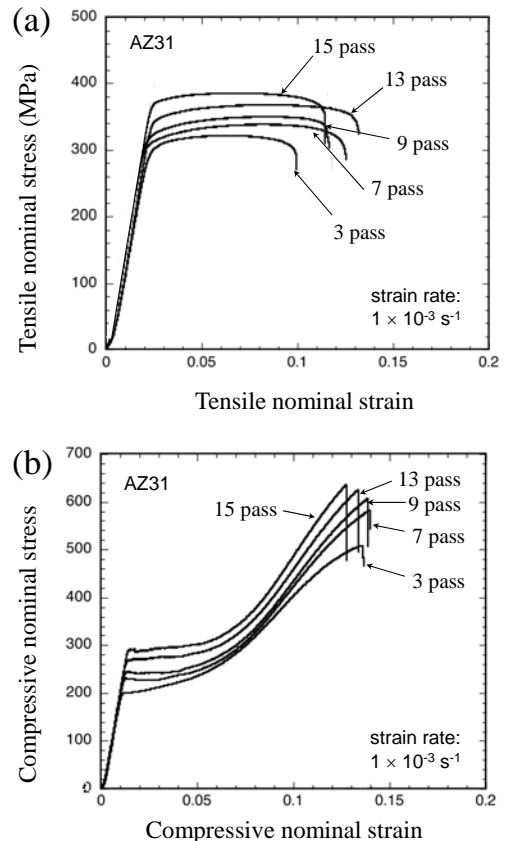 (a)
Tensile nominal stress (MPa)
500
400
300
200
100
0
AZ31
15 pass
13 pass
9 pass
7 pass
3 pass
strain rate:
1 × 10⁻³ s⁻¹
0 0.05 0.1 0.15 0.2
Tensile nominal strain
(b)
Compressive nominal stress
700
600
500
400
300
200
100
0
AZ31
15 pass
13 pass
9 pass
7 pass
3 pass
strain rate:
1 × 10⁻³ s⁻¹
0 0.05 0.1 0.15 0.2
Compressive nominal strain